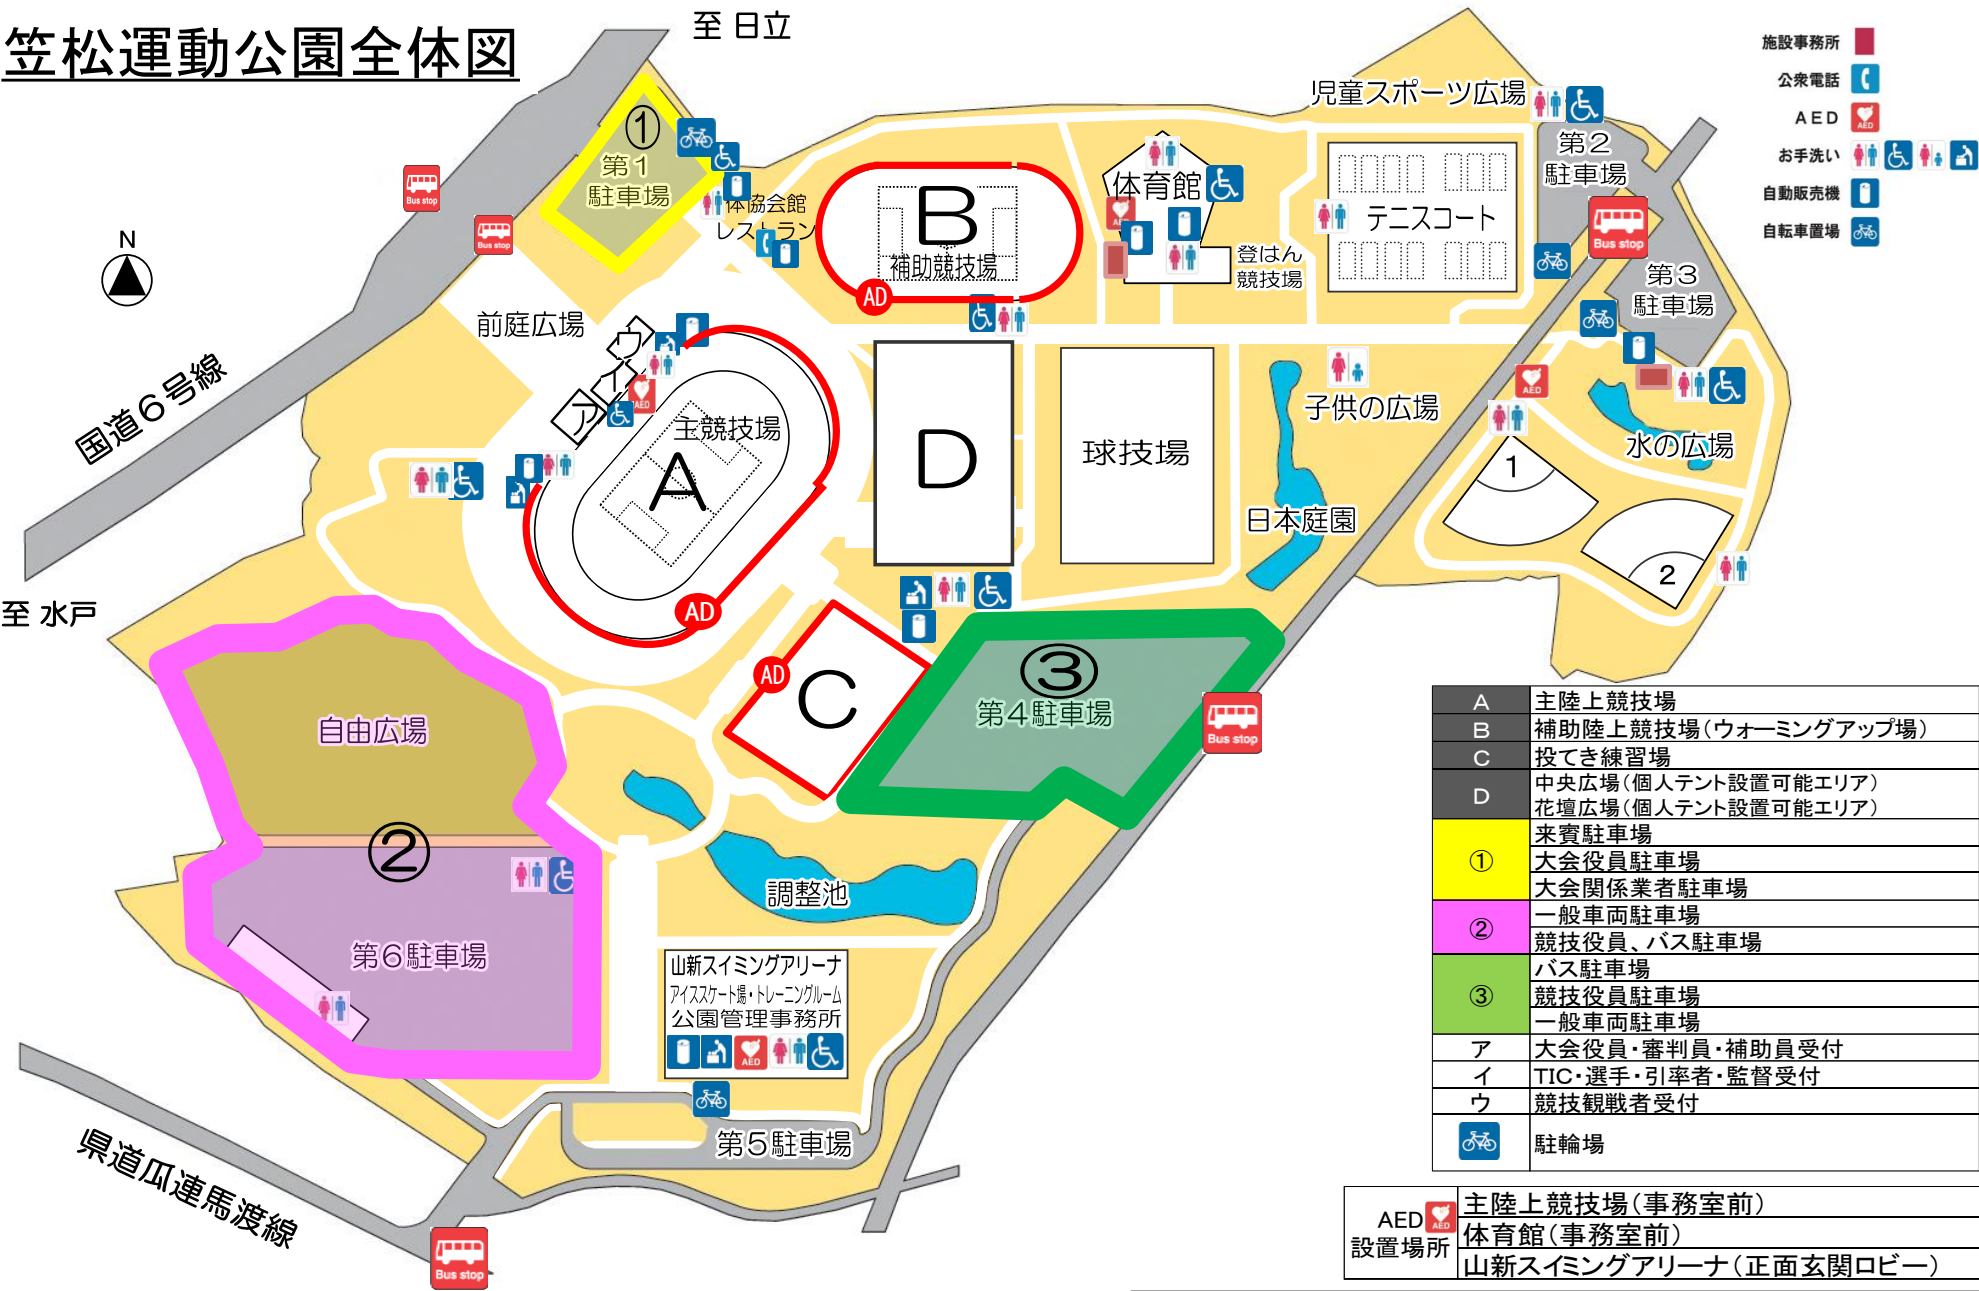 笠松運動公園全体図
至 日立
施設事務所
公衆電話
AED
AED
お手洗い
自動販売機
自転車置場
児童スポーツ広場
①
第1
駐車場
第2
駐車場
体協会館
レストラン
B
補助競技場
AD
体育館
AED
登はん
競技場
テニスコート
Bus stop
Bus stop
Bus stop
第3
駐車場
N
国道6号線
前庭広場
ウ
イ
ア
AED
主競技場
A
AD
D
球技場
子供の広場
AED
水の広場
日本庭園
1
2
至 水戸
自由広場
②
第6駐車場
AD
C
③
第4駐車場
Bus stop
調整池
山新スイミングアリーナ
アイススケート場・トレーニングルーム
公園管理事務所
AED
第5駐車場
県道瓜連馬渡線
Bus stop
A 主陸上競技場
B 補助陸上競技場(ウォーミングアップ場)
C 投てき練習場
D 中央広場(個人テント設置可能エリア)
花壇広場(個人テント設置可能エリア)
① 来賓駐車場
大会役員駐車場
大会関係業者駐車場
② 一般車両駐車場
競技役員、バス駐車場
③ バス駐車場
競技役員駐車場
一般車両駐車場
ア 大会役員・審判員・補助員受付
イ TIC・選手・引率者・監督受付
ウ 競技観戦者受付
駐輪場
AED AED
設置場所
主陸上競技場(事務室前)
体育館(事務室前)
山新スイミングアリーナ(正面玄関ロビー)